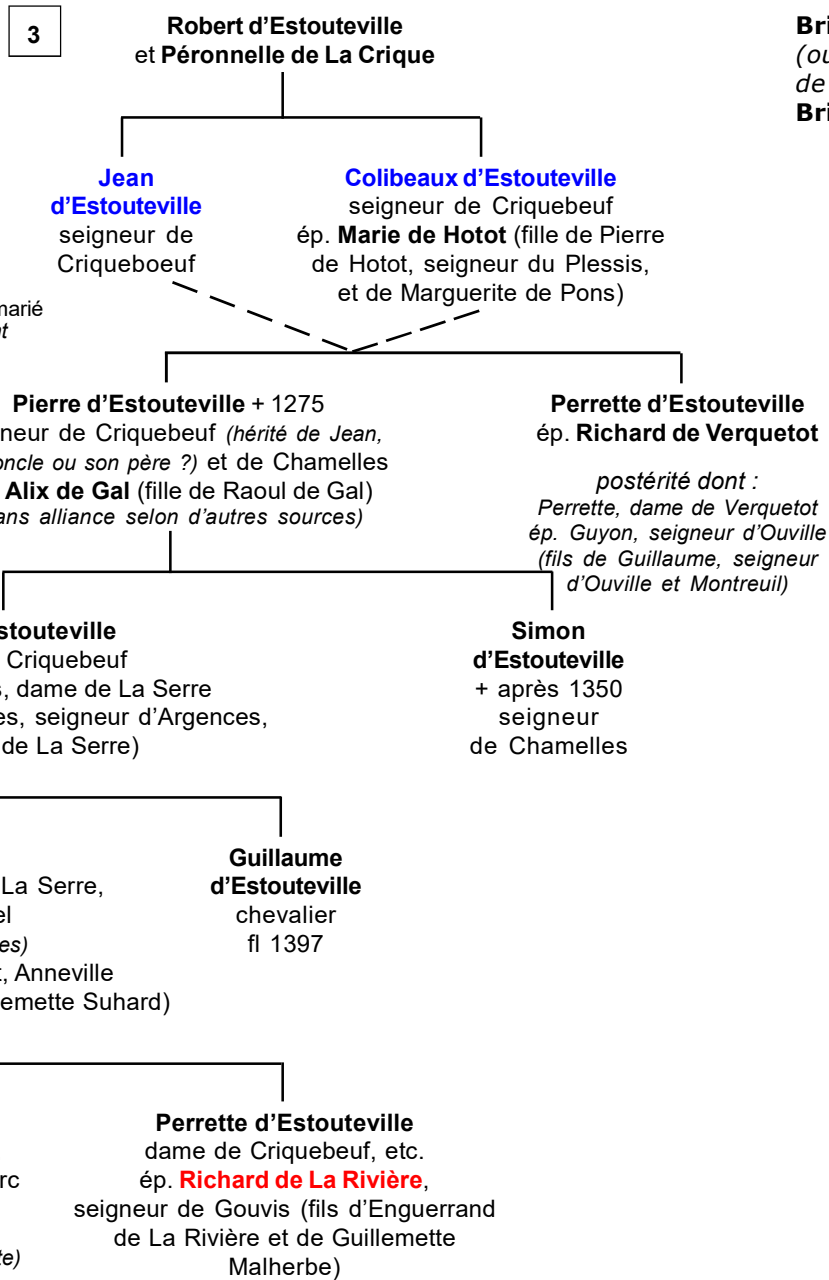 3
Robert d’Estouteville
et Péronnelle de La Crique
Bri
(ou
de
Bri
Jean
d’Estouteville
seigneur de
Criqueboeuf
Colibeaux d’Estouteville
seigneur de Criquebeuf
ép. Marie de Hotot (fille de Pierre
de Hotot, seigneur du Plessis,
et de Marguerite de Pons)
marié
t
Pierre d’Estouteville + 1275
neur de Criquebeuf (hérité de Jean,
oncle ou son père ?) et de Chamelles
Alix de Gal (fille de Raoul de Gal)
ans alliance selon d’autres sources)
Perrette d’Estouteville
ép. Richard de Verquetot
postérité dont :
Perrette, dame de Verquetot
ép. Guyon, seigneur d’Ouville
(fils de Guillaume, seigneur
d’Ouville et Montreuil)
stouteville
Criquebeuf
s, dame de La Serre
es, seigneur d’Argences,
de La Serre)
Simon
d’Estouteville
+ après 1350
seigneur
de Chamelles
La Serre,
el
es)
t, Anneville
lemette Suhard)
Guillaume
d’Estouteville
chevalier
fl 1397
rc
te)
Perrette d’Estouteville
dame de Criquebeuf, etc.
ép. Richard de La Rivière,
seigneur de Gouvis (fils d’Enguerrand
de La Rivière et de Guillemette
Malherbe)